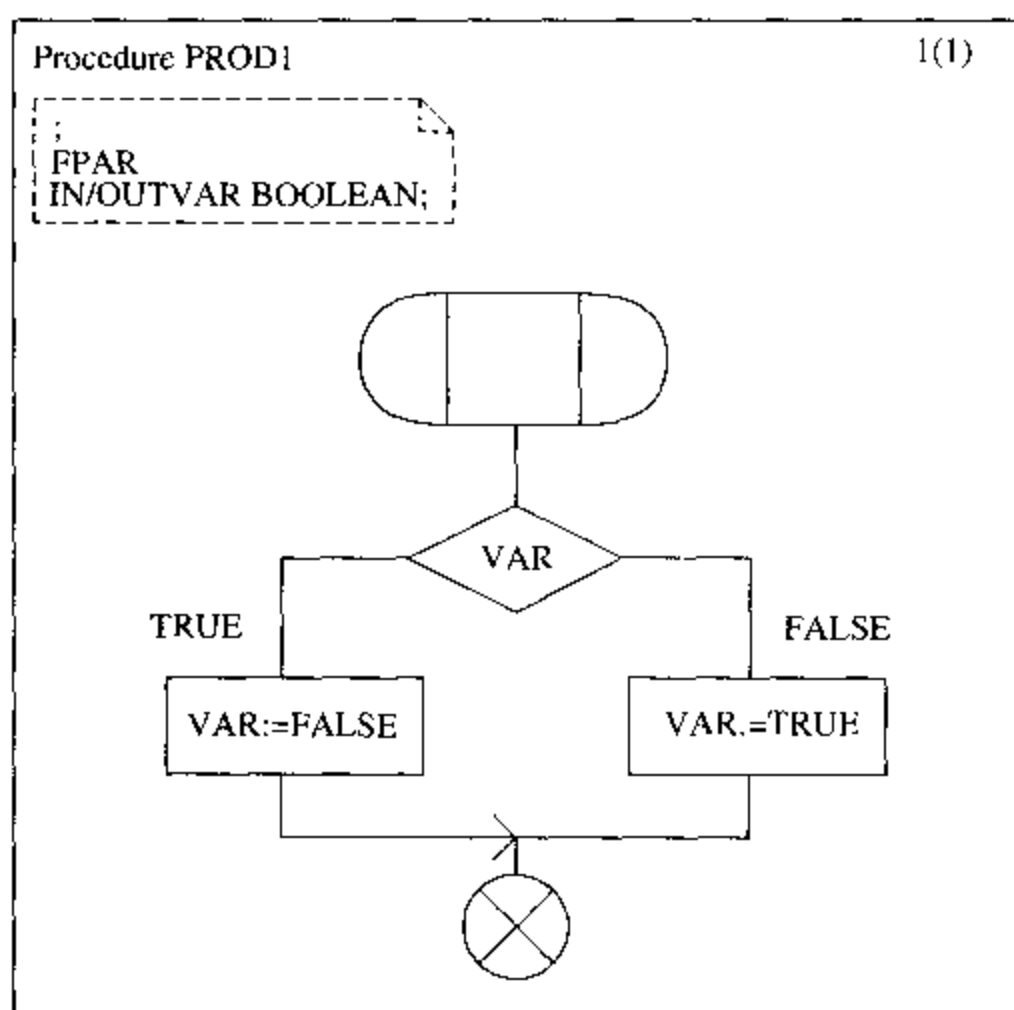 Procedure PROD1
1(1)
;
FPAR
IN/OUTVAR BOOLEAN;
VAR
TRUE
FALSE
VAR:=FALSE
VAR:=TRUE